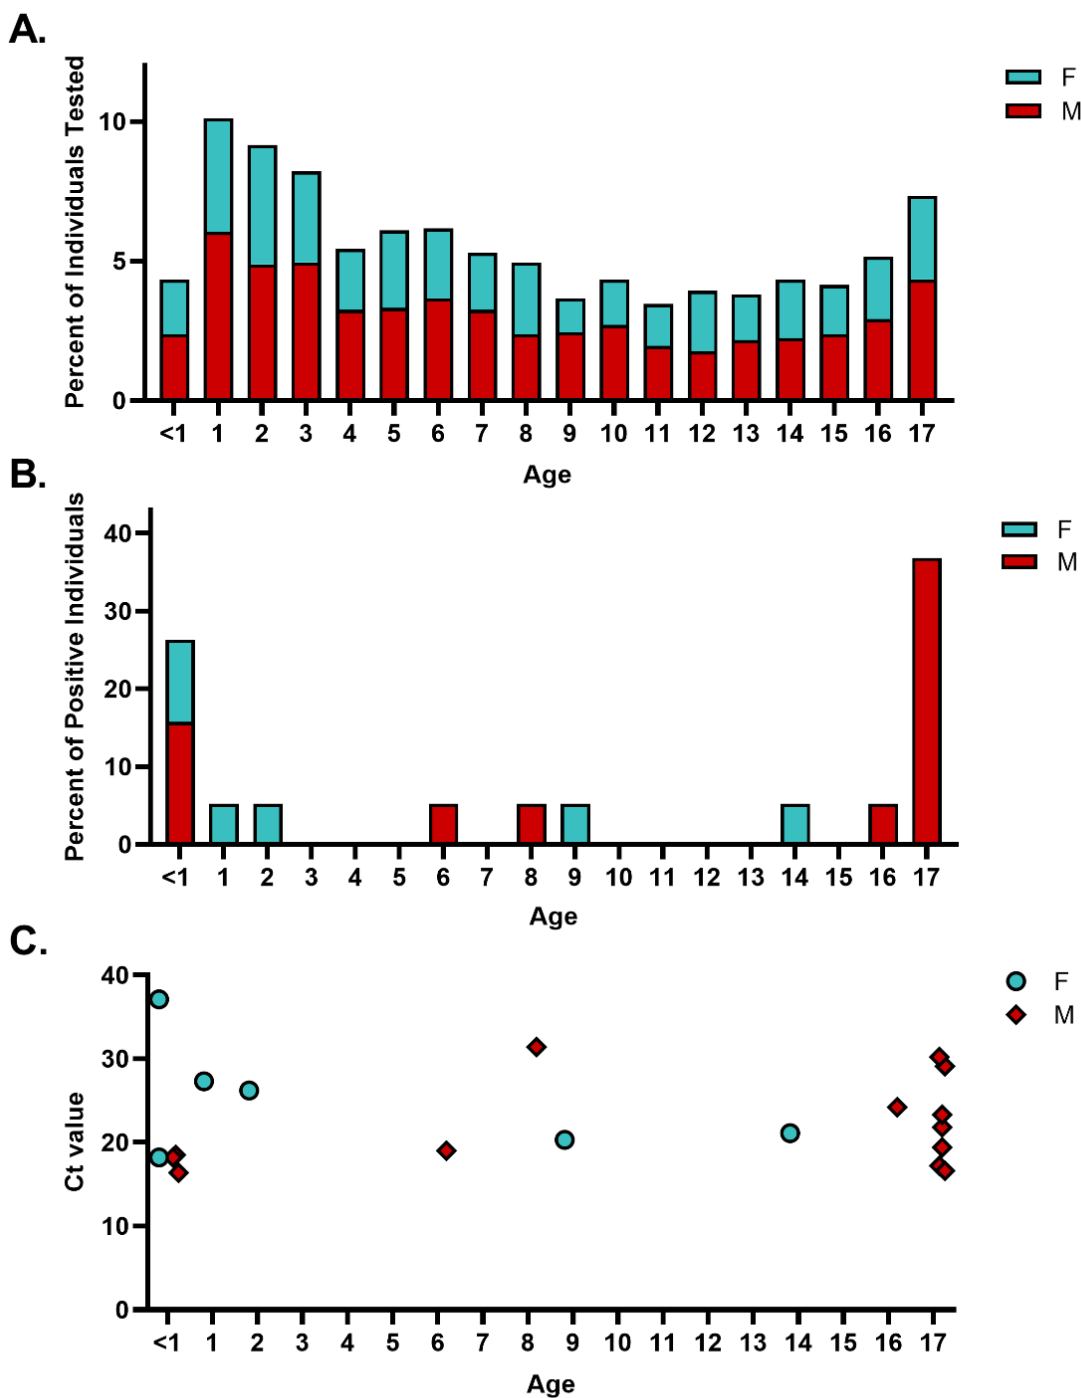 A.
Percent of Individuals Tested
10
5
0
<1 1 2 3 4 5 6 7 8 9 10 11 12 13 14 15 16 17
Age
F
M
B.
Percent of Positive Individuals
40
30
20
10
0
<1 1 2 3 4 5 6 7 8 9 10 11 12 13 14 15 16 17
Age
F
M
C.
Ct value
40
30
20
10
0
<1 1 2 3 4 5 6 7 8 9 10 11 12 13 14 15 16 17
Age
F
M